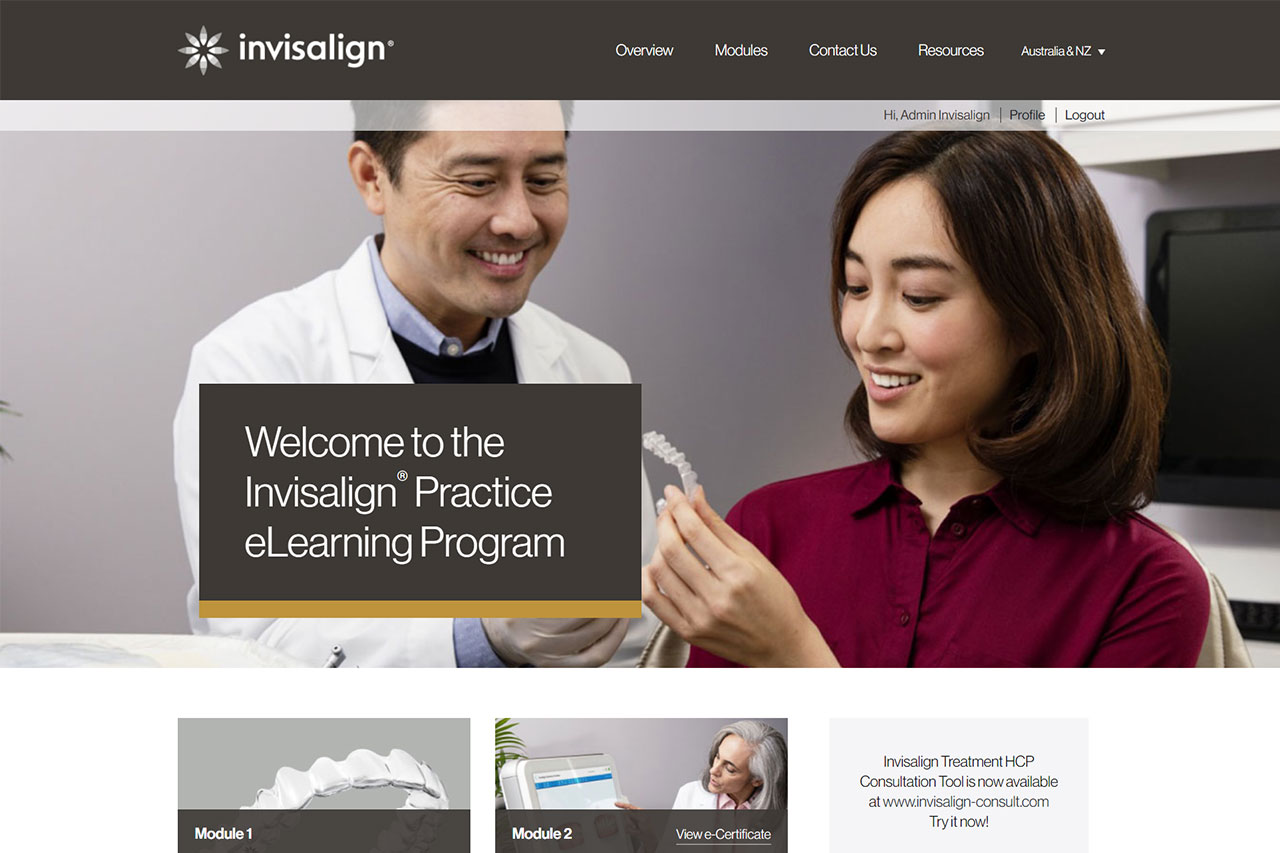 invisalign®
Overview
Modules
Contact Us
Resources
Australia & NZ
Hi, Admin Invisalign
Profile
Logout
Welcome to the
Invisalign® Practice
eLearning Program
Module 1
Module 2
View e-Certificate
Invisalign Treatment HCP
Consultation Tool is now available
at www.invisalign-consult.com
Try it now!